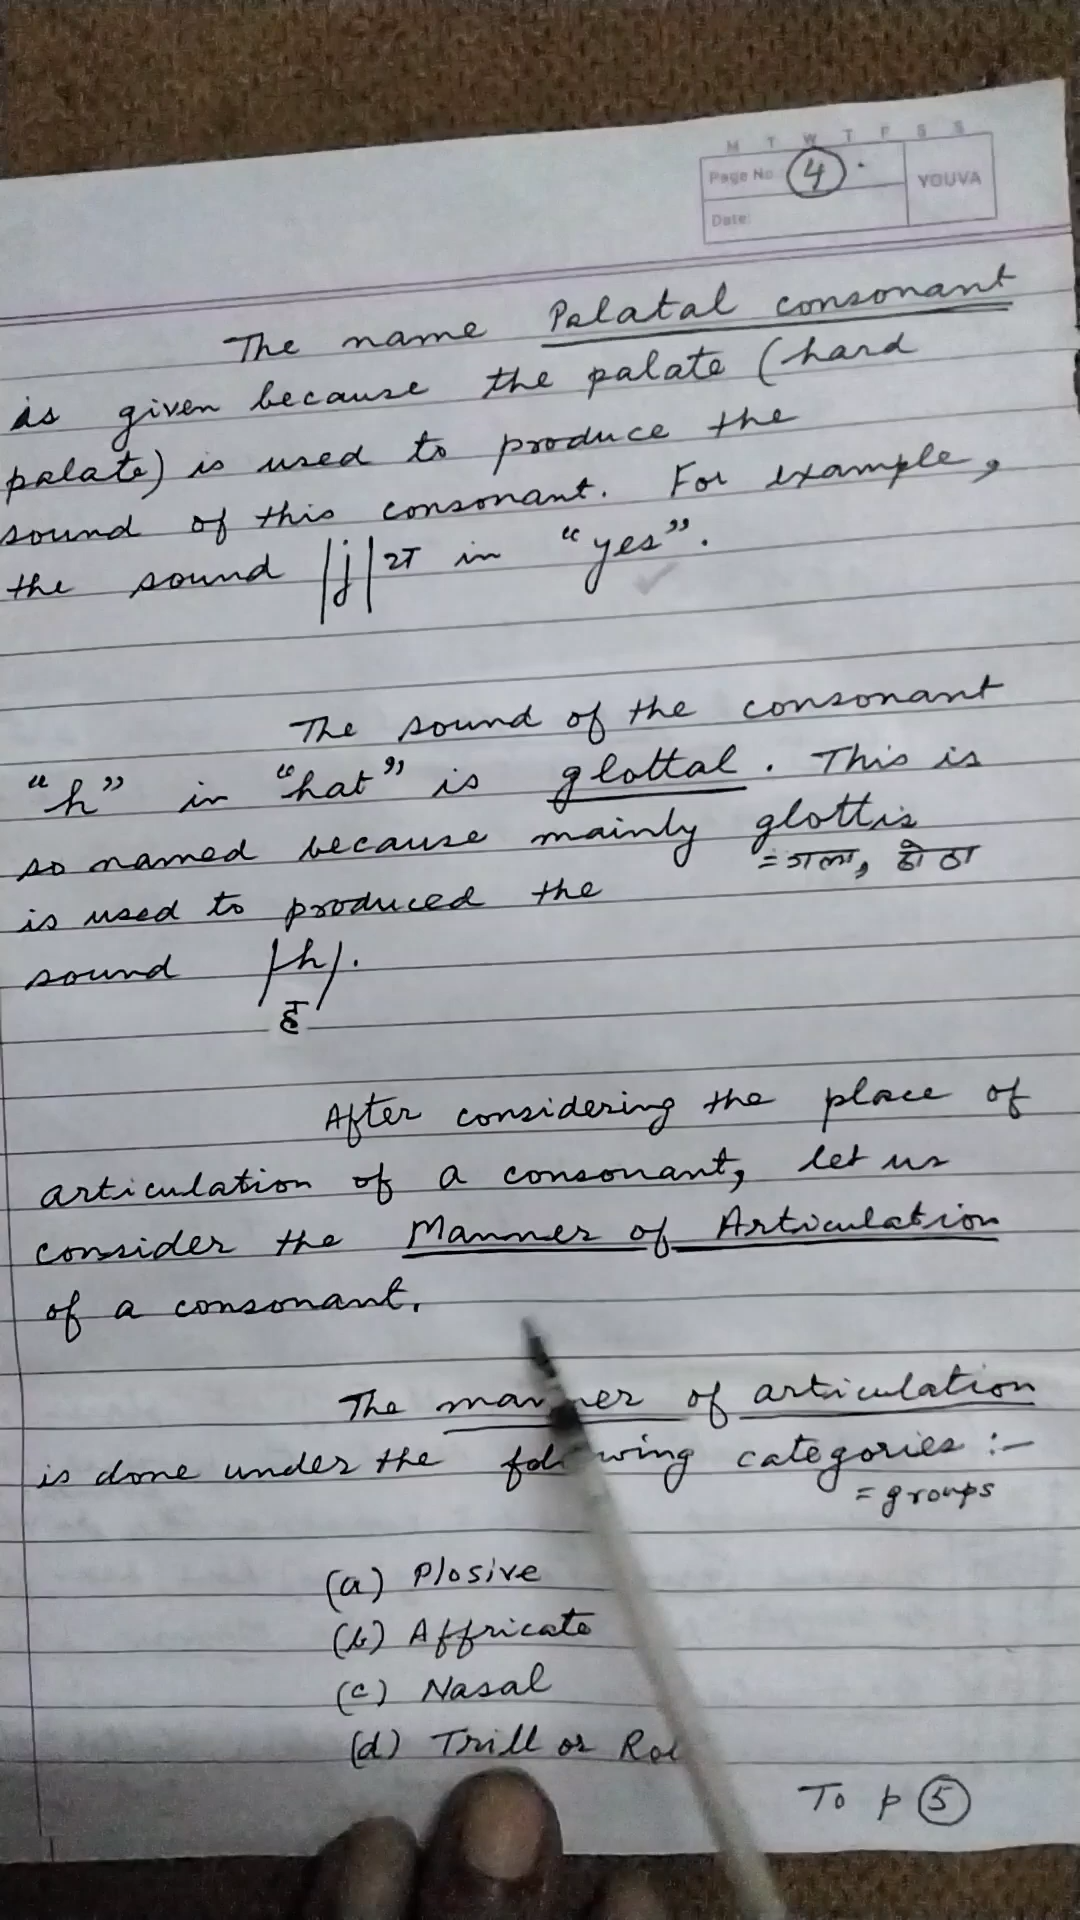 M T W T F S S
Page No. 4
YOUVA
Date:
The name Palatal consonant
is given because the palate (hard
palate) is used to produce the
sound of this consonant. For example,
the sound |j| य in "yes".
The sound of the consonant
"h" in "hat" is glottal. This is
so named because mainly glottis
= गला,
is used to produced the
sound /h/.
ह
After considering the place of
articulation of a consonant, let us
consider the Manner of Articulation
of a consonant.
The manner of articulation
is done under the following categories :-
= groups
(a) Plosive
(b) Affricate
(c) Nasal
(d) Trill or
To p 5